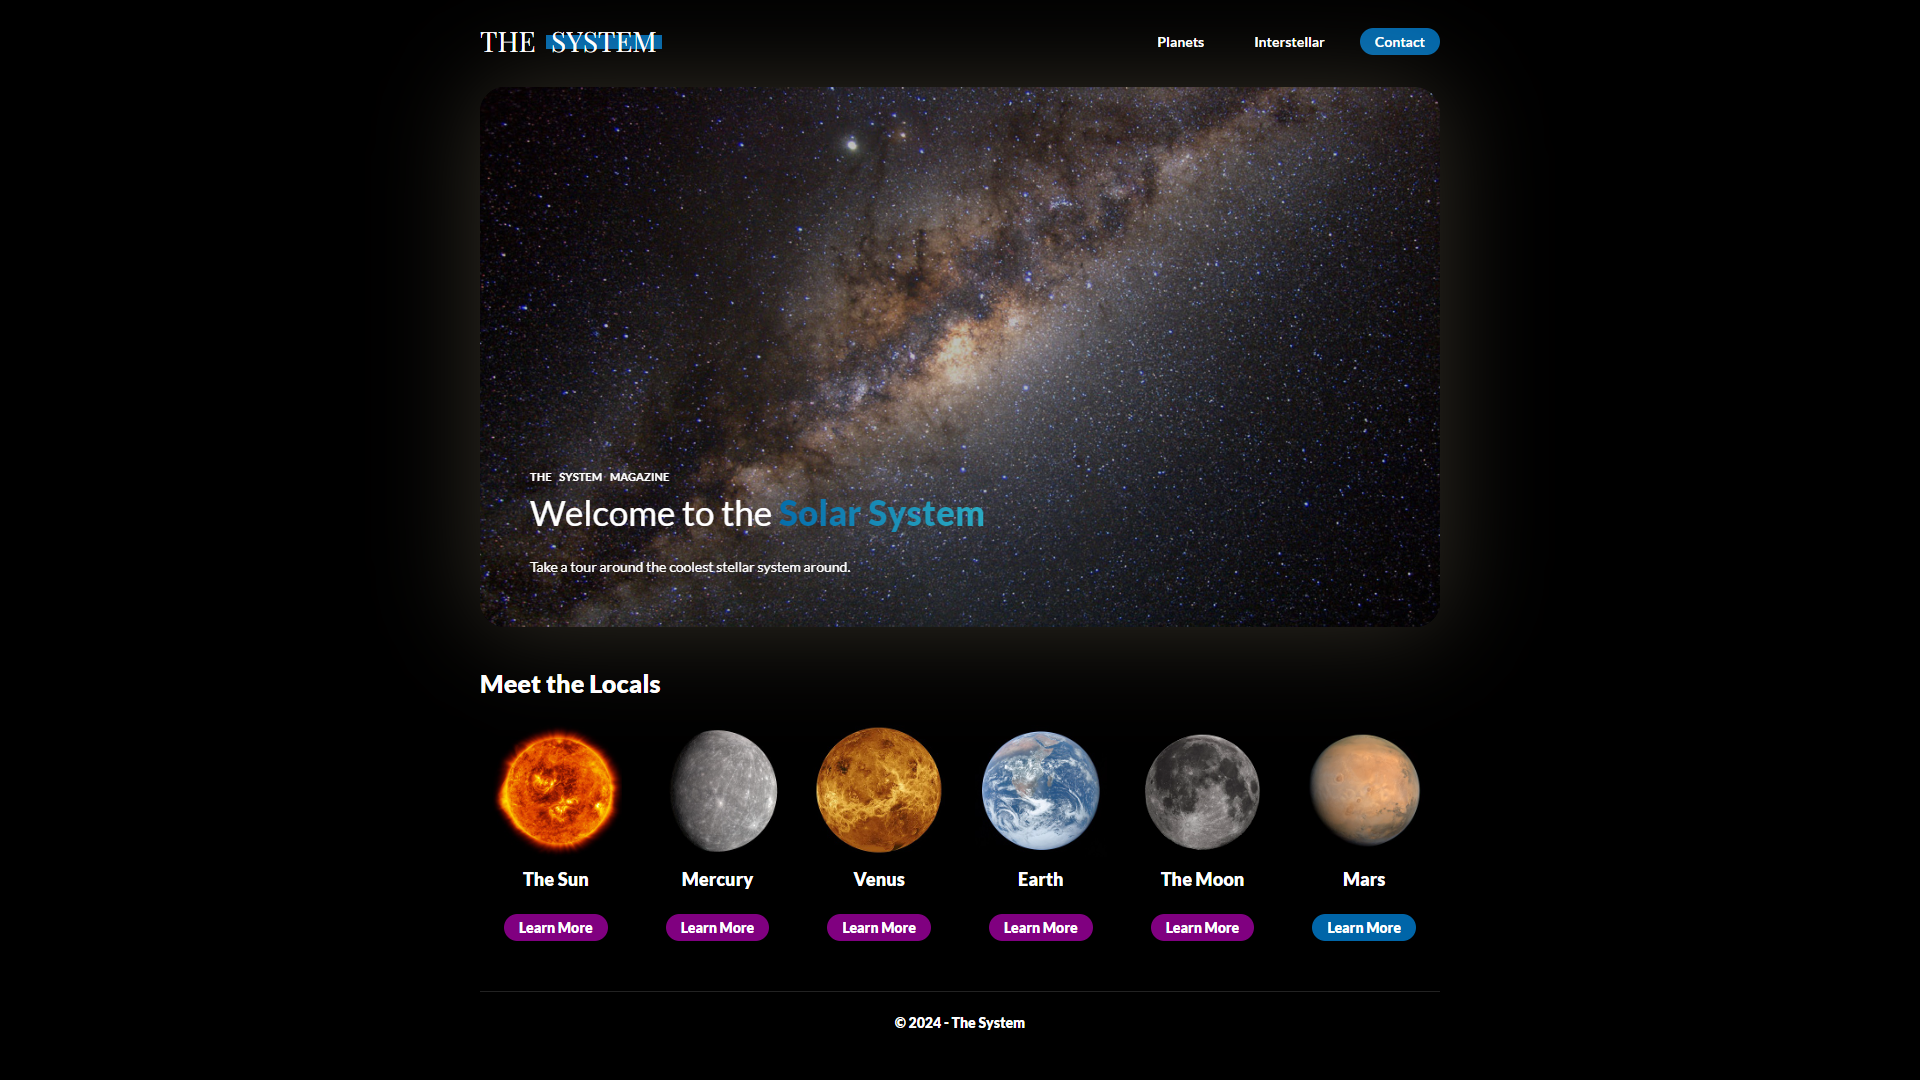 THE SYSTEM
Planets Interstellar Contact
THE SYSTEM MAGAZINE
Welcome to the Solar System
Take a tour around the coolest stellar system around.
Meet the Locals
The Sun Mercury Venus Earth The Moon Mars
Learn More Learn More Learn More Learn More Learn More Learn More
© 2024 - The System